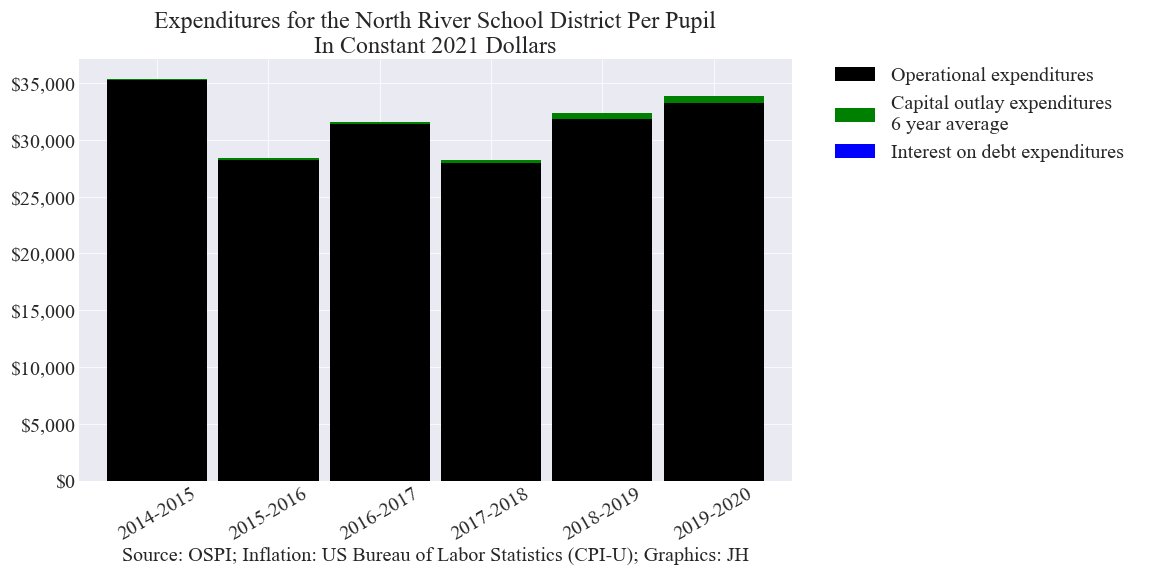 Expenditures for the North River School District Per Pupil
In Constant 2021 Dollars
$35,000
$30,000
$25,000
$20,000
$15,000
$10,000
$5,000
$0
2014-2015
2015-2016
2016-2017
2017-2018
2018-2019
2019-2020
Operational expenditures
Capital outlay expenditures
6 year average
Interest on debt expenditures
Source: OSPI; Inflation: US Bureau of Labor Statistics (CPI-U); Graphics: JH